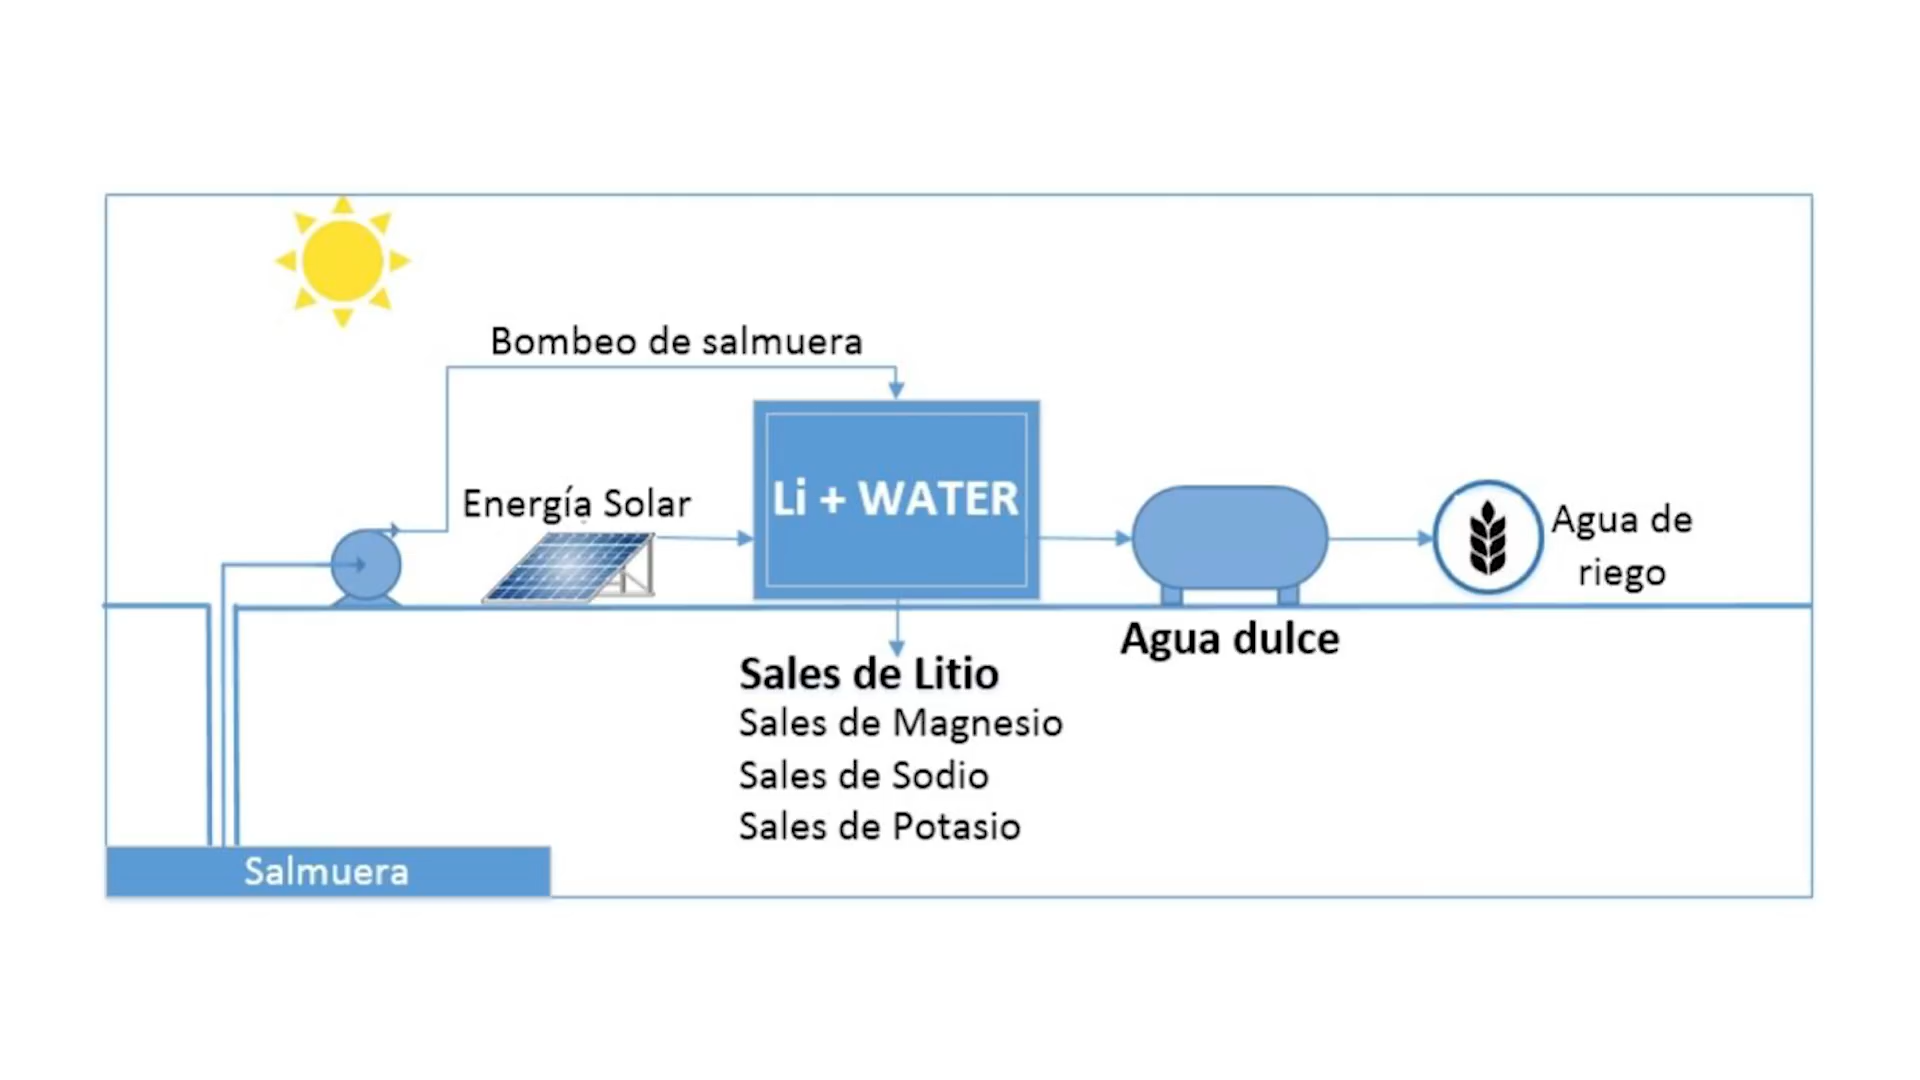 Bombeo de salmuera
Energía Solar
Li + WATER
Agua de
riego
Agua dulce
Sales de Litio
Sales de Magnesio
Sales de Sodio
Sales de Potasio
Salmuera